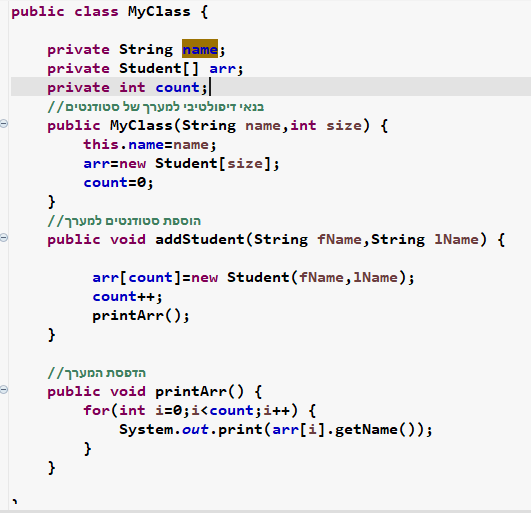 public class MyClass {
private String name;
private Student[] arr;
private int count;
//בנאי דיפולטיבי למערך של סטודנטים
public MyClass(String name,int size) {
this.name=name;
arr=new Student[size];
count=0;
}
//הוספת סטודנטים למערך
public void addStudent(String fName,String lName) {
arr[count]=new Student(fName,lName);
count++;
printArr();
}
//הדפסת המערך
public void printArr() {
for(int i=0;i<count;i++) {
System.out.print(arr[i].getName());
}
}
}